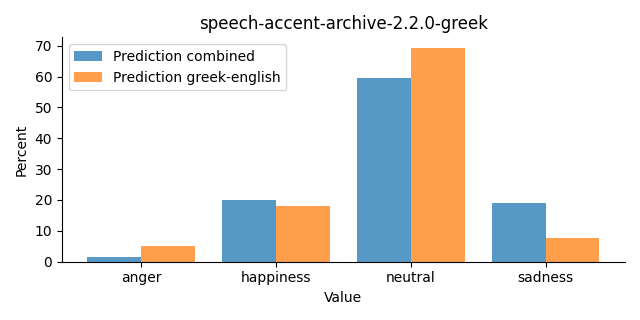 speech-accent-archive-2.2.0-greek
Prediction combined
Prediction greek-english
Percent
70
60
50
40
30
20
10
0
anger happiness neutral sadness
Value